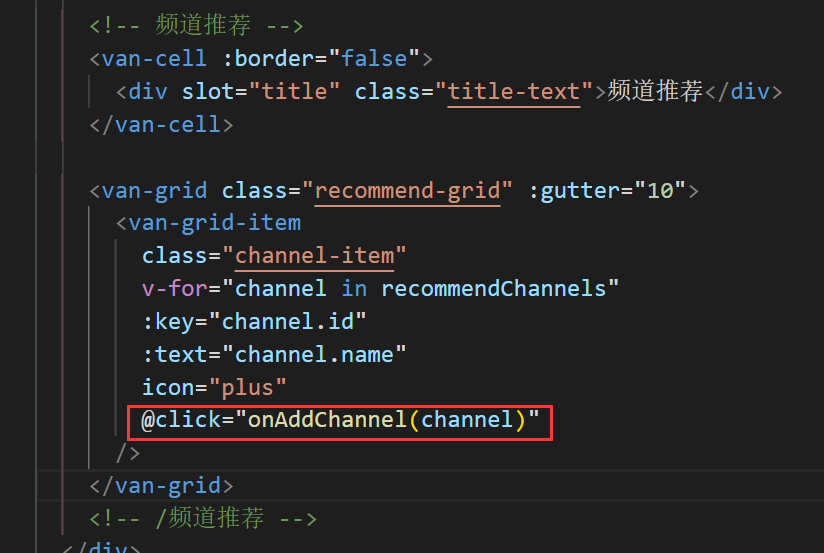 <!-- 频道推荐 -->
<van-cell :border="false">
<div slot="title" class="title-text">频道推荐</div>
</van-cell>
<van-grid class="recommend-grid" :gutter="10">
<van-grid-item
class="channel-item"
v-for="channel in recommendChannels"
:key="channel.id"
:text="channel.name"
icon="plus"
@click="onAddChannel(channel)"
/>
</van-grid>
<!-- /频道推荐 -->
</div>